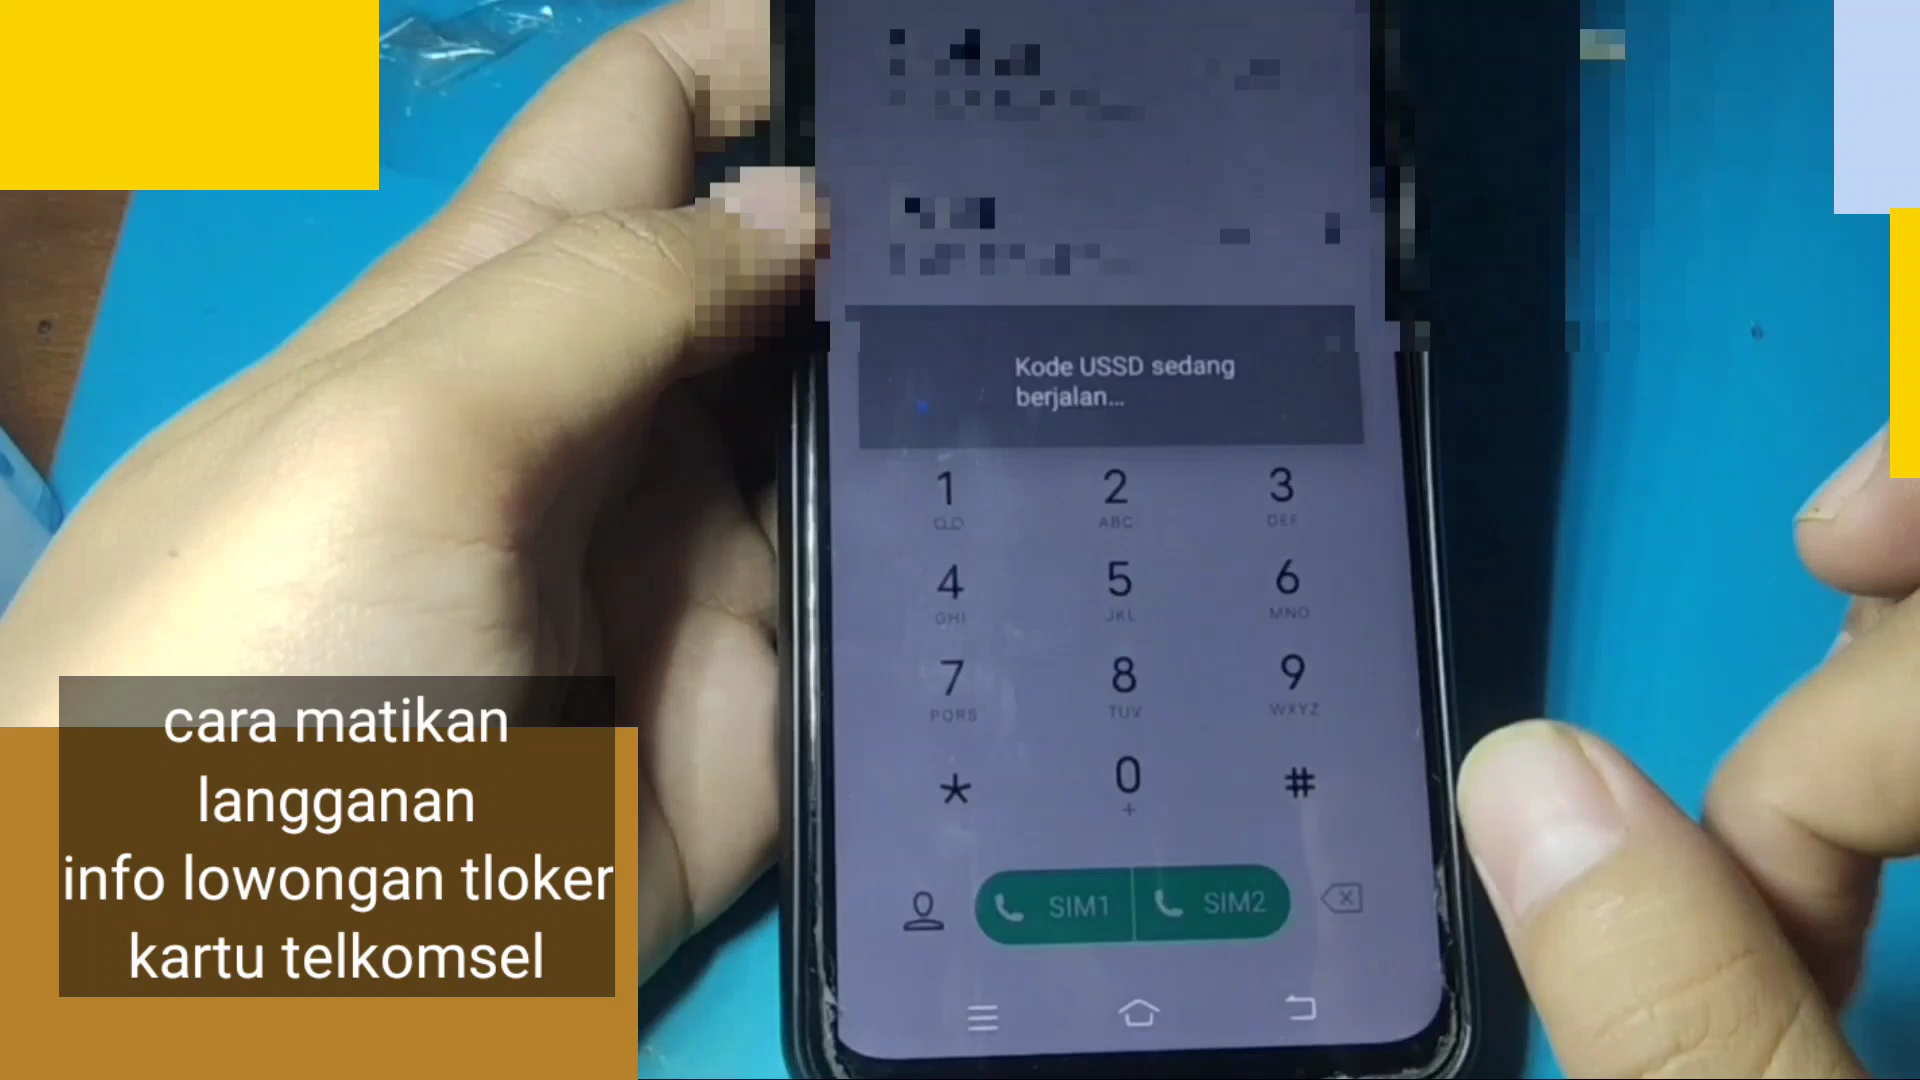 Kode USSD sedang
berjalan...
1 2 3
ABC DEF
4 5 6
GHI JKL MNO
7 8 9
PQRS TUV WXYZ
* 0 #
+
SIM1 SIM2
cara matikan
langganan
info lowongan tloker
kartu telkomsel